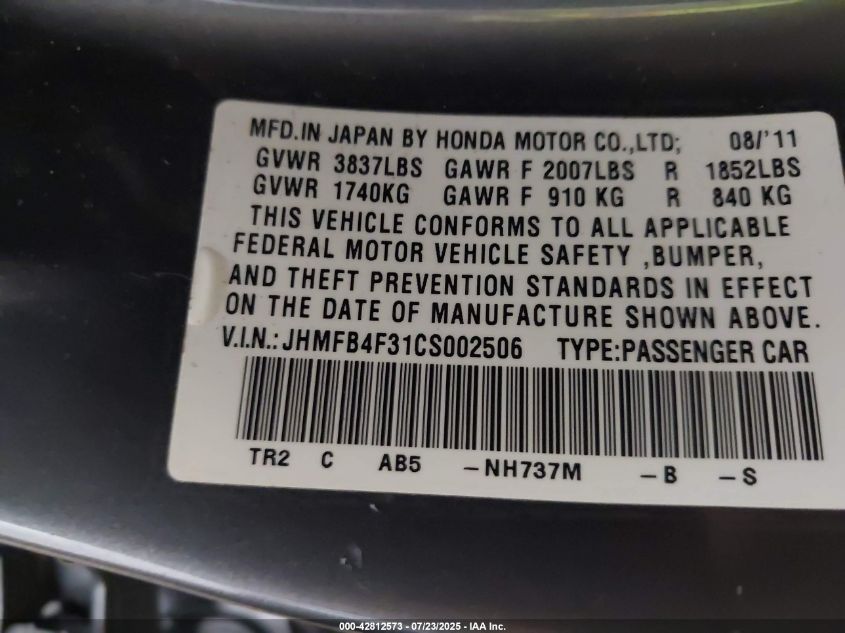 MFD.IN JAPAN BY HONDA MOTOR CO.,LTD; 08/'11
GVWR 3837LBS GAWR F 2007LBS R 1852LBS
GVWR 1740KG GAWR F 910 KG R 840 KG
THIS VEHICLE CONFORMS TO ALL APPLICABLE
FEDERAL MOTOR VEHICLE SAFETY ,BUMPER,
AND THEFT PREVENTION STANDARDS IN EFFECT
ON THE DATE OF MANUFACTURE SHOWN ABOVE.
V.I.N.: JHMFB4F31CS002506 TYPE:PASSENGER CAR
TR2 C AB5 -NH737M -B -S
000-42812573 - 07/23/2025 - IAA Inc.